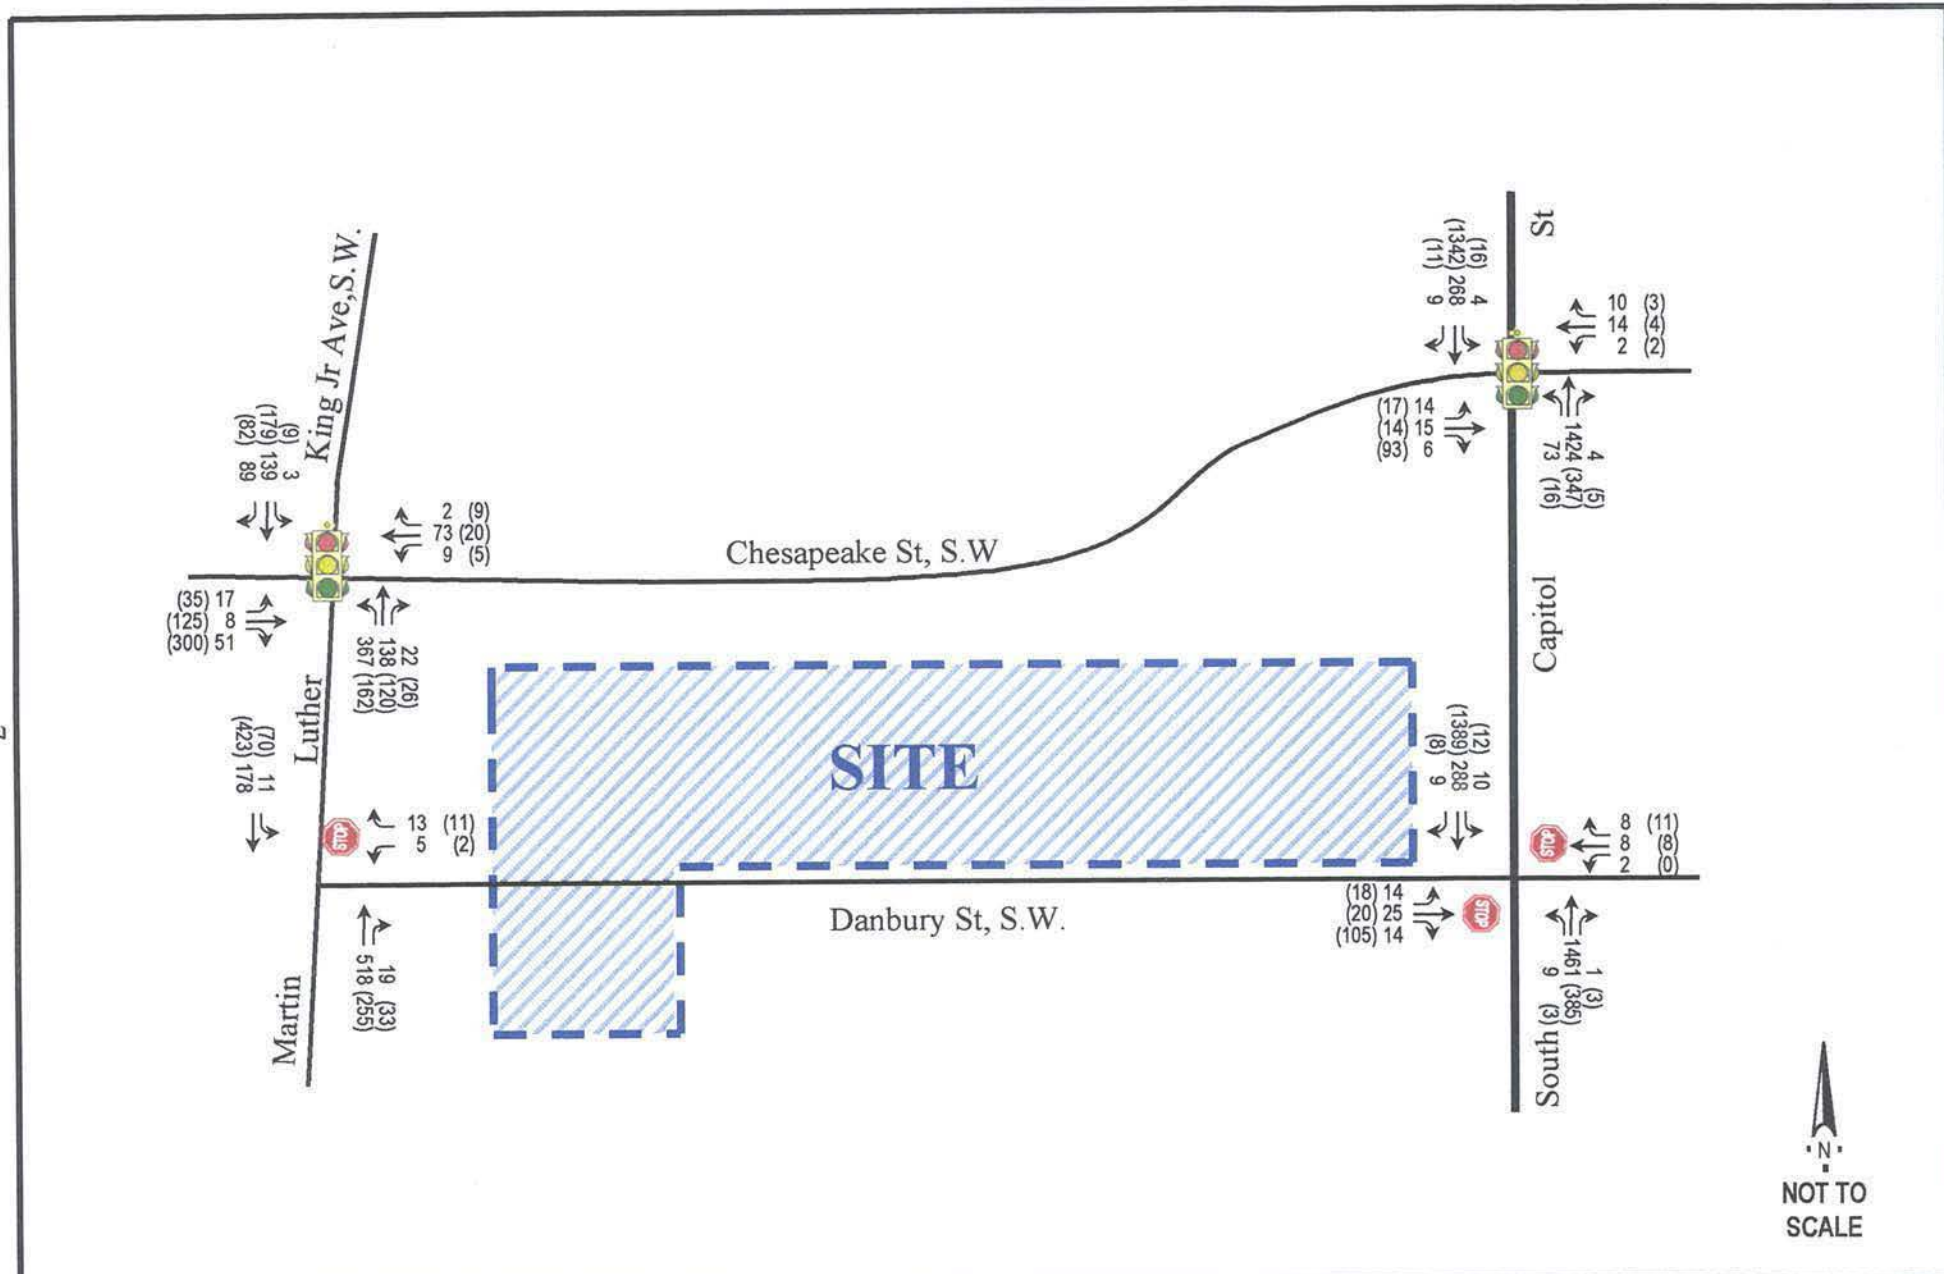 St
(16) 4
(1342) 268
(11) 9
10 (3)
14 (4)
2 (2)
(17) 14
(14) 15
(93) 6
4 (5)
1424 (347)
73 (16)
King Jr Ave,S.W.
(9) 3
(179) 139
(82) 89
2 (9)
73 (20)
9 (5)
Chesapeake St, S.W
(35) 17
(125) 8
(300) 51
22 (26)
138 (120)
367 (162)
Capitol
Luther
(70) 11
(423) 178
SITE
(12) 10
(1389) 288
(8) 9
STOP
13 (11)
5 (2)
STOP
8 (11)
8 (8)
2 (0)
Danbury St, S.W.
(18) 14
(20) 25
(105) 14
STOP
19 (33)
518 (255)
1 (3)
1461 (385)
9 (3)
Martin
South
N
NOT TO
SCALE